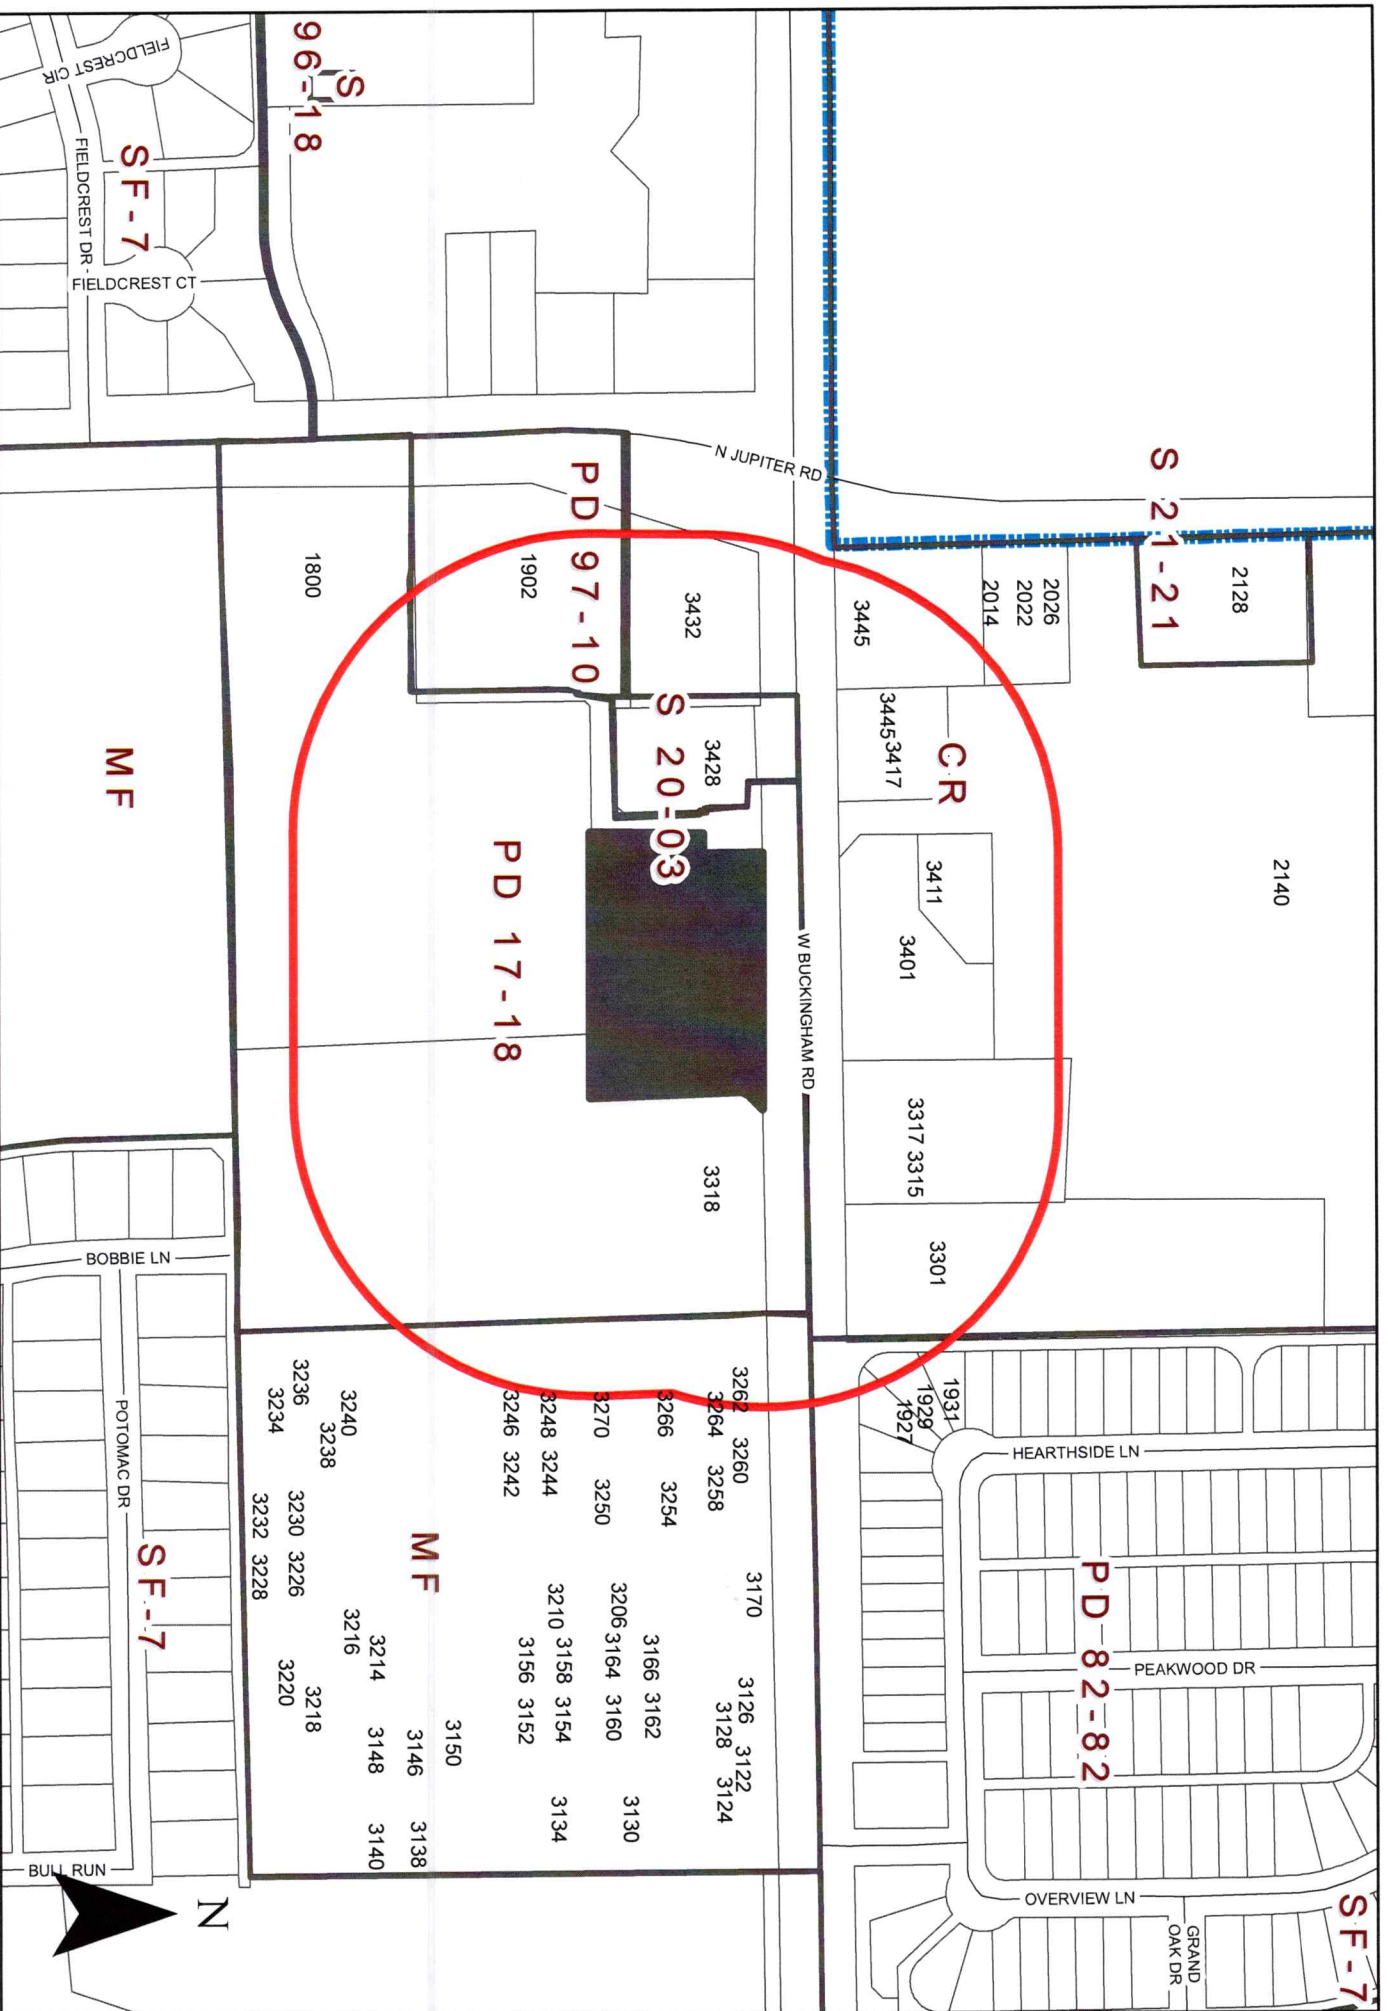 FIELDCREST CIR
FIELDCREST DR
FIELDCREST CT
SF-7
S
96-18
N JUPITER RD
S 21-21
2128
2026
2022
2014
3445
3445
3417
CR
3411
3401
2140
3317 3315
3301
W BUCKINGHAM RD
3432
PD 97-10
1902
1800
3428
S 20-03
PD 17-18
3318
MF
BOBBIE LN
POTOMAC DR
SF-7
BULL RUN
1931
1929
1927
HEARTHSIDE LN
PD 82-82
PEAKWOOD DR
OVERVIEW LN
GRAND
OAK DR
SF-7
3262
3264
3260
3258
3266
3254
3270
3250
3248 3244
3246 3242
3240
3238
3236
3234
3230 3226
3232 3228
MF
3170
3206
3164 3160
3166 3162
3210
3158 3154
3156 3152
3216
3214
3220
3218
3126
3128
3122
3124
3150
3146
3148
3130
3134
3138
3140
N